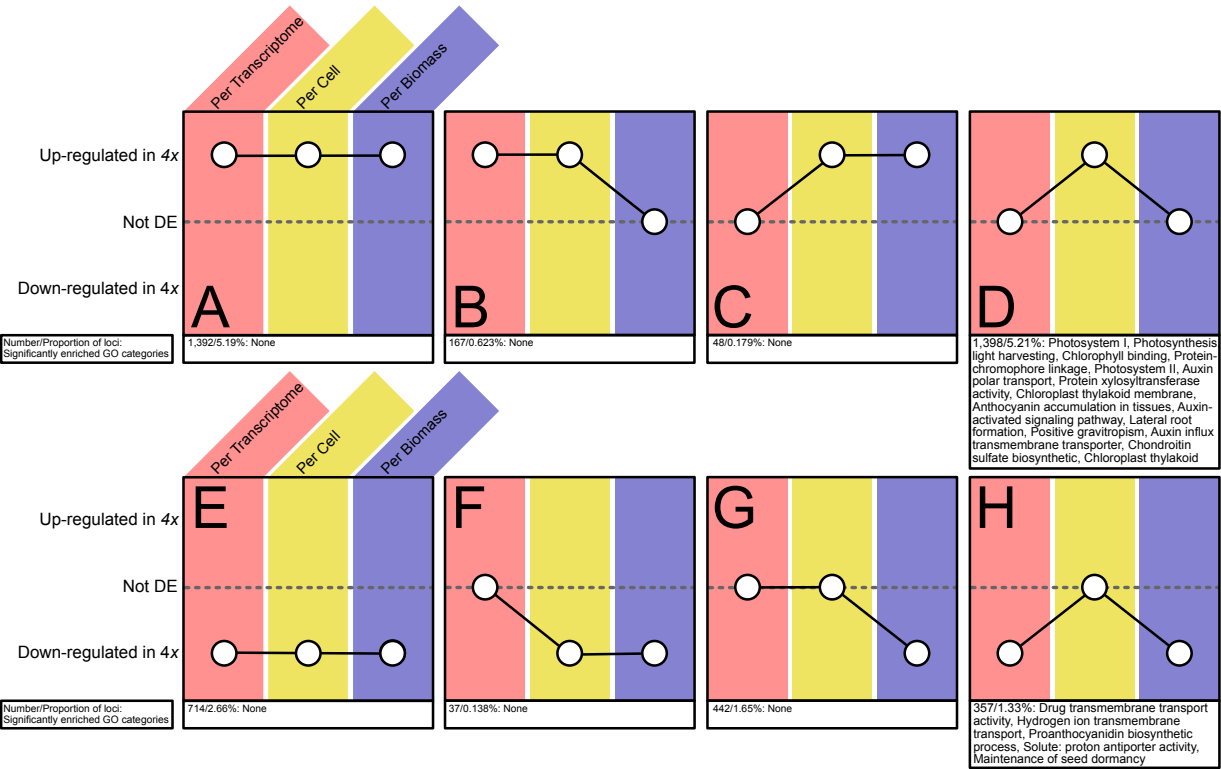 Per Transcriptome
Per Cell
Per Biomass
Up-regulated in 4x
Not DE
Down-regulated in 4x
A
B
C
D
Number/Proportion of loci:
Significantly enriched GO categories
1,392/5.19%: None
167/0.623%: None
48/0.179%: None
1,398/5.21%: Photosystem I, Photosynthesis
light harvesting, Chlorophyll binding, Protein-
chromophore linkage, Photosystem II, Auxin
polar transport, Protein xylosyltransferase
activity, Chloroplast thylakoid membrane,
Anthocyanin accumulation in tissues, Auxin-
activated signaling pathway, Lateral root
formation, Positive gravitropism, Auxin influx
transmembrane transporter, Chondroitin
sulfate biosynthetic, Chloroplast thylakoid
Per Transcriptome
Per Cell
Per Biomass
Up-regulated in 4x
Not DE
Down-regulated in 4x
E
F
G
H
Number/Proportion of loci:
Significantly enriched GO categories
714/2.66%: None
37/0.138%: None
442/1.65%: None
357/1.33%: Drug transmembrane transport
activity, Hydrogen ion transmembrane
transport, Proanthocyanidin biosynthetic
process, Solute: proton antiporter activity,
Maintenance of seed dormancy